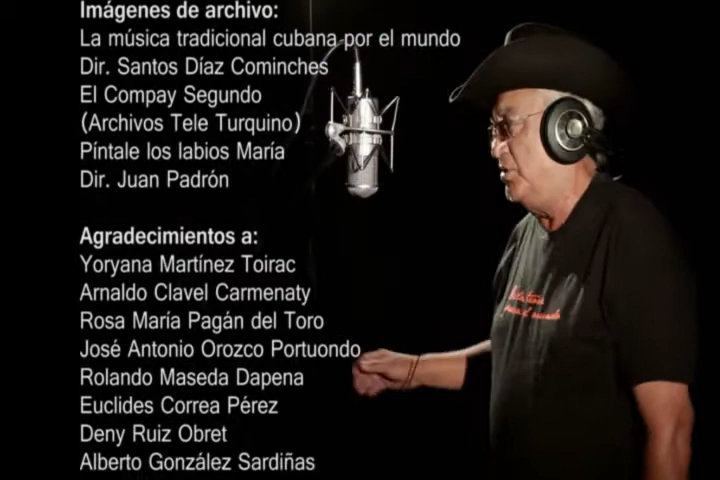 Imágenes de archivo:
La música tradicional cubana por el mundo
Dir. Santos Díaz Cominches
El Compay Segundo
(Archivos Tele Turquino)
Píntale los labios María
Dir. Juan Padrón
Agradecimientos a:
Yoryana Martínez Toirac
Arnaldo Clavel Carmenaty
Rosa María Pagán del Toro
José Antonio Orozco Portuondo
Rolando Maseda Dapena
Euclides Correa Pérez
Deny Ruiz Obret
Alberto González Sardiñas